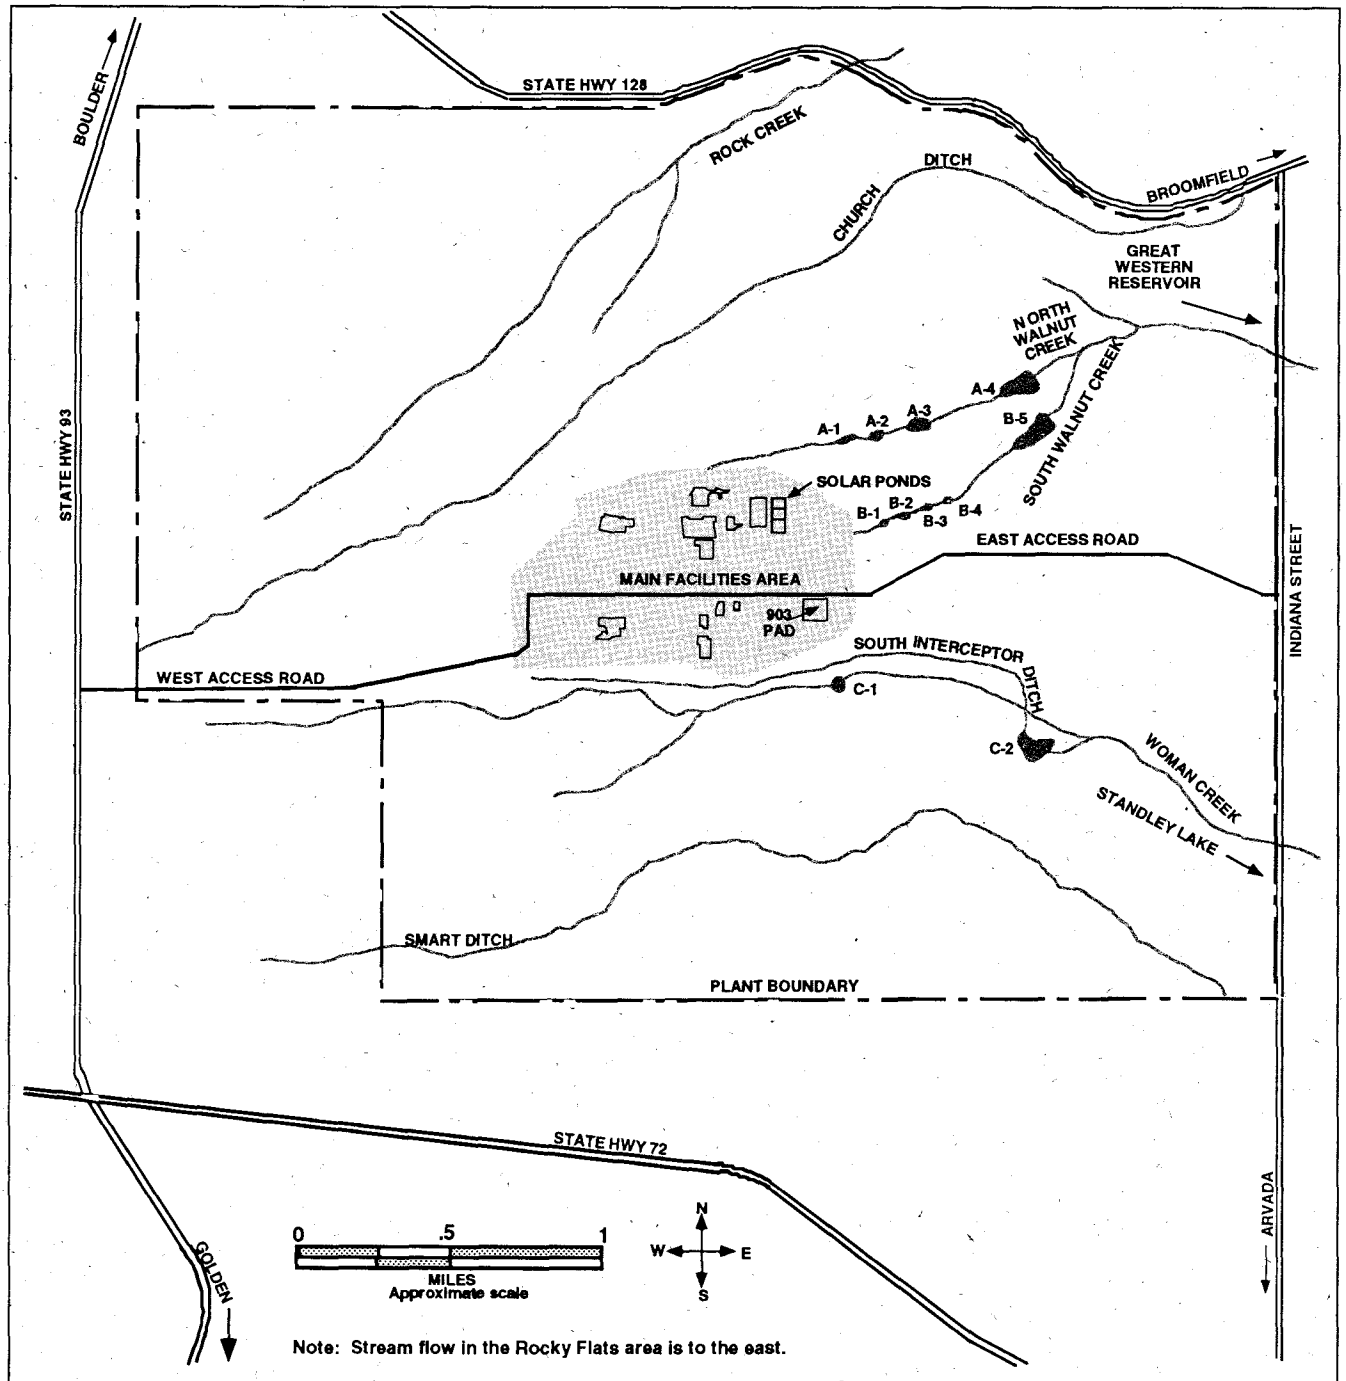 STATE HWY 128
BOULDER
ROCK CREEK
DITCH
CHURCH
BROOMFIELD
GREAT
WESTERN
RESERVOIR
NORTH
WALNUT
CREEK
A-4
A-3
A-2
A-1
B-5
SOUTH WALNUT CREEK
STATE HWY 93
SOLAR PONDS
B-1
B-2
B-3
B-4
EAST ACCESS ROAD
INDIANA STREET
MAIN FACILITIES AREA
903
PAD
SOUTH INTERCEPTOR
DITCH
WEST ACCESS ROAD
C-1
C-2
WOMAN CREEK
STANDLEY LAKE
SMART DITCH
PLANT BOUNDARY
STATE HWY 72
ARVADA
GOLDEN
0 .5 1
MILES
Approximate scale
N
W E
S
Note: Stream flow in the Rocky Flats area is to the east.